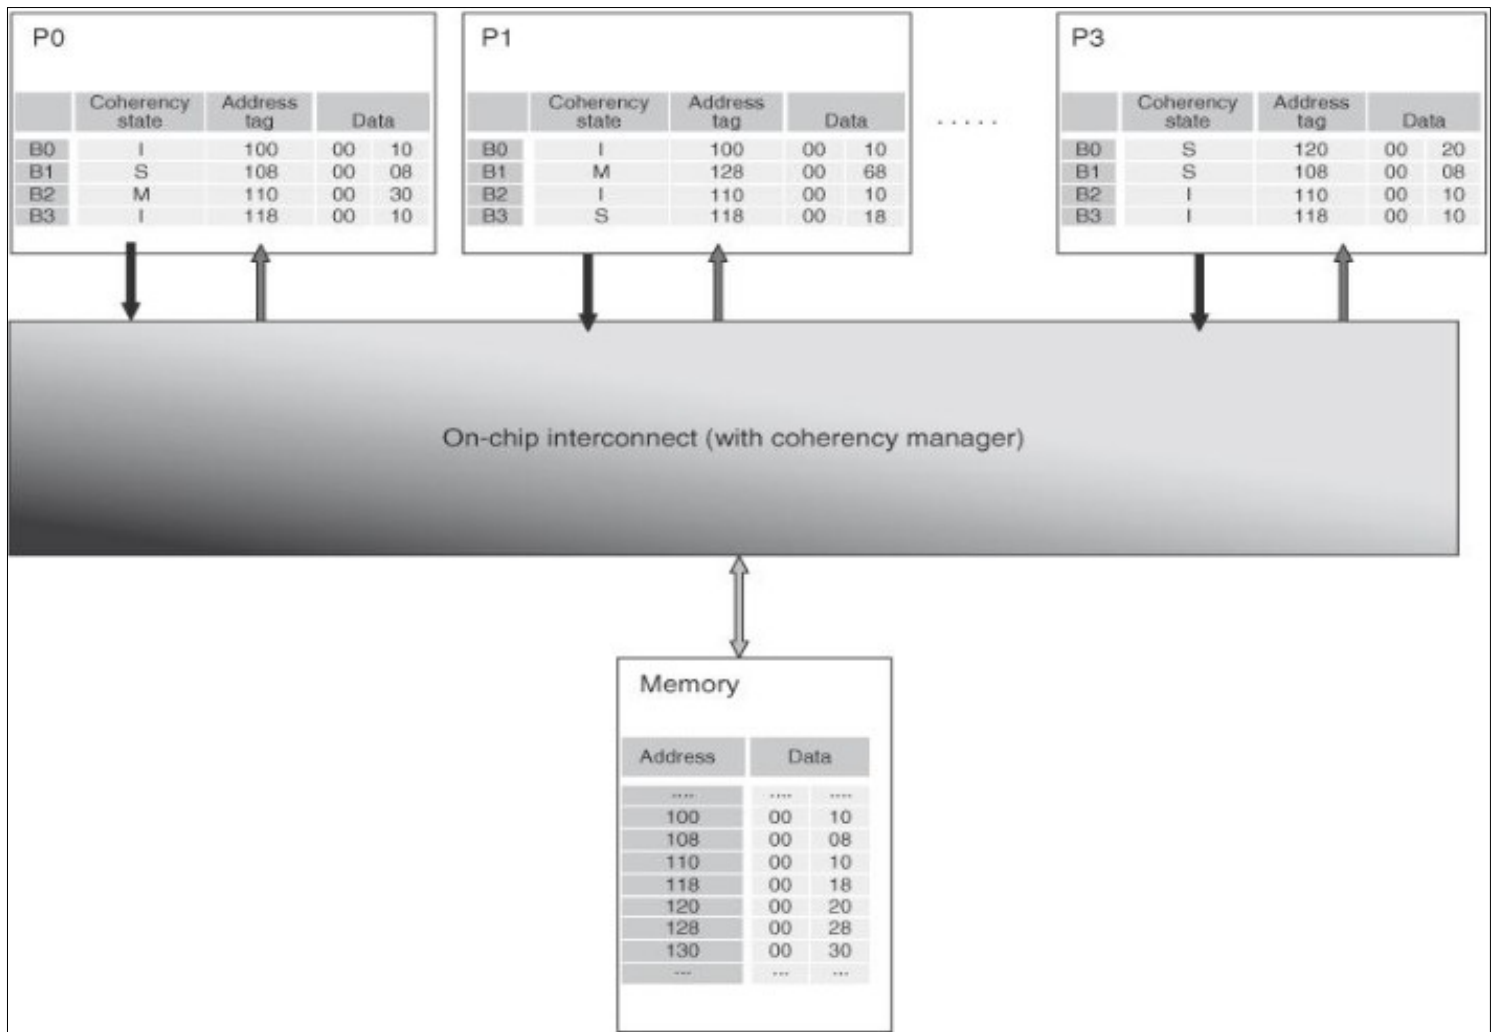 P0
Coherency state Address tag Data
B0 I 100 00 10
B1 S 108 00 08
B2 M 110 00 30
B3 I 118 00 10
P1
Coherency state Address tag Data
B0 I 100 00 10
B1 M 128 00 68
B2 I 110 00 10
B3 S 118 00 18
.....
P3
Coherency state Address tag Data
B0 S 120 00 20
B1 S 108 00 08
B2 I 110 00 10
B3 I 118 00 10
On-chip interconnect (with coherency manager)
Memory
Address Data
.... .... ....
100 00 10
108 00 08
110 00 10
118 00 18
120 00 20
128 00 28
130 00 30
... ... ...